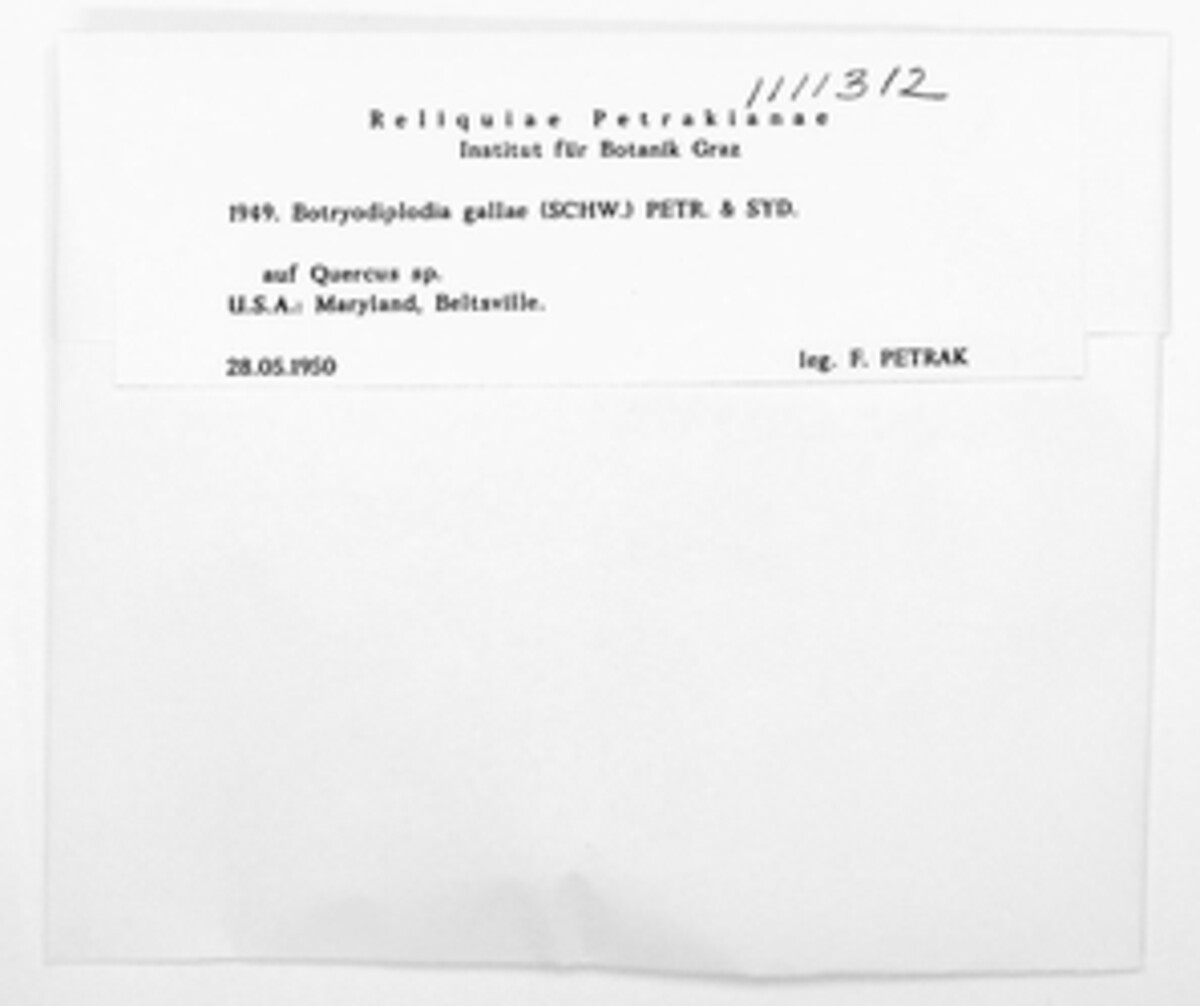 1111312
Reliquiae Petrakianae
Institut für Botanik Graz
1949. Botryodiplodia gallae (SCHW.) PETR. & SYD.
auf Quercus sp.
U.S.A.: Maryland, Beltsville.
28.05.1950 leg. F. PETRAK